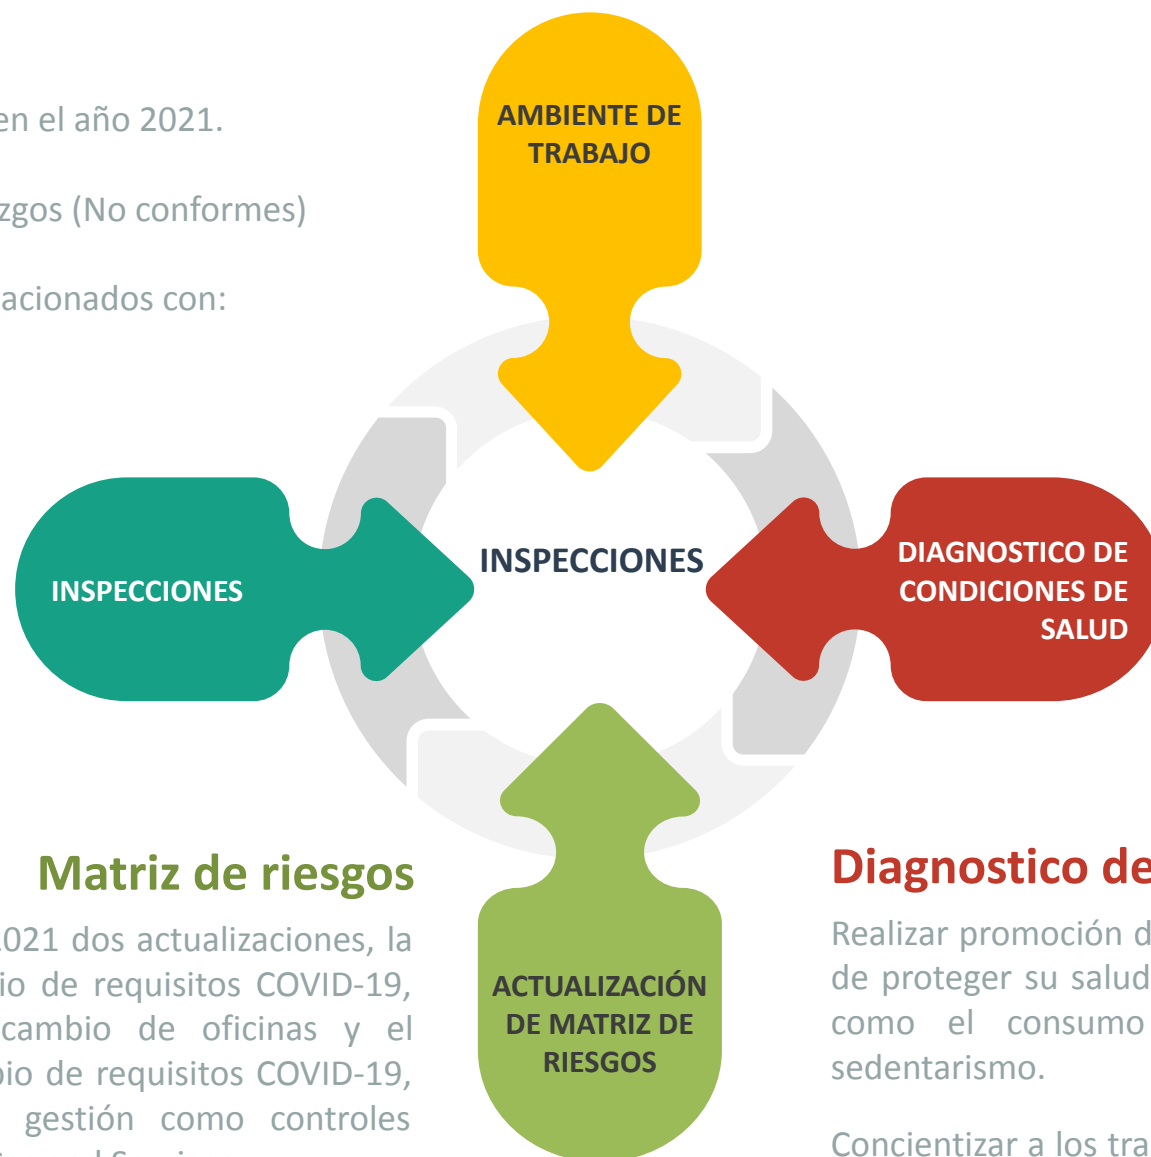 en el año 2021.
zgos (No conformes)
acionados con:
AMBIENTE DE
TRABAJO
INSPECCIONES
INSPECCIONES
DIAGNOSTICO DE
CONDICIONES DE
SALUD
ACTUALIZACIÓN
DE MATRIZ DE
RIESGOS
Matriz de riesgos
2021 dos actualizaciones, la
io de requisitos COVID-19,
cambio de oficinas y el
bio de requisitos COVID-19,
gestión como controles
Diagnostico de
Realizar promoción d
de proteger su salud
como el consumo
sedentarismo.
Concientizar a los tra